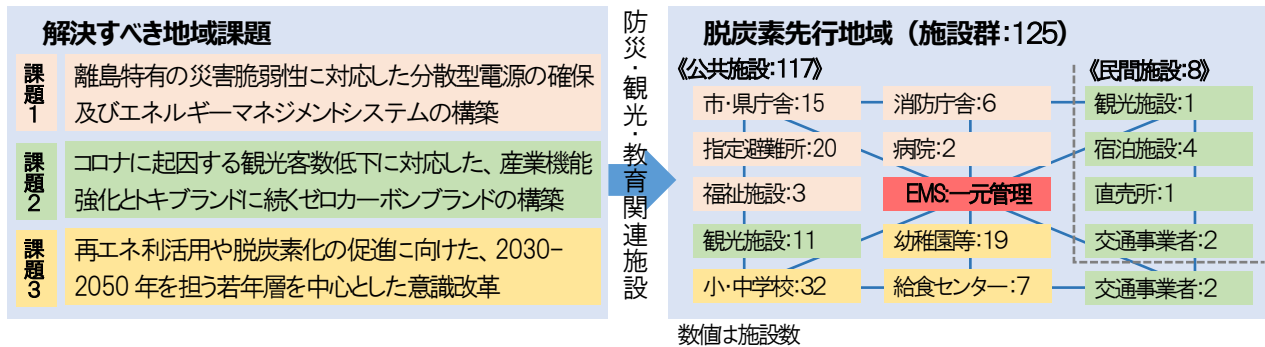 解決すべき地域課題
課題1
離島特有の災害脆弱性に対応した分散型電源の確保
及びエネルギーマネジメントシステムの構築
課題2
コロナに起因する観光客数低下に対応した、産業機能
強化とトキブランドに続くゼロカーボンブランドの構築
課題3
再エネ利活用や脱炭素化の促進に向けた、2030-
2050 年を担う若年層を中心とした意識改革
防災・観光・教育関連施設
脱炭素先行地域（施設群:125）
《公共施設:117》
《民間施設:8》
市・県庁舎:15
消防庁舎:6
観光施設:1
指定避難所:20
病院:2
宿泊施設:4
福祉施設:3
EMS:一元管理
直売所:1
観光施設:11
幼稚園等:19
交通事業者:2
小・中学校:32
給食センター:7
交通事業者:2
数値は施設数